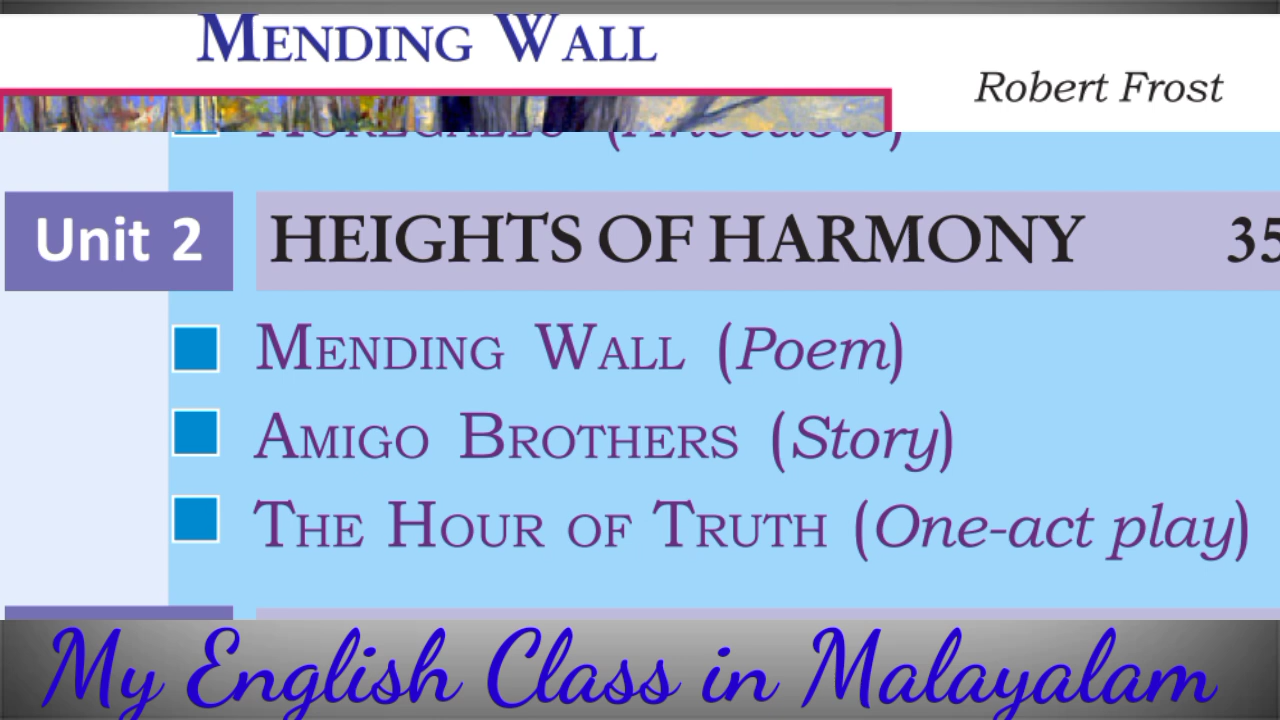 MENDING WALL
Robert Frost
Unit 2 HEIGHTS OF HARMONY 35
MENDING WALL (Poem)
AMIGO BROTHERS (Story)
THE HOUR OF TRUTH (One-act play)
My English Class in Malayalam